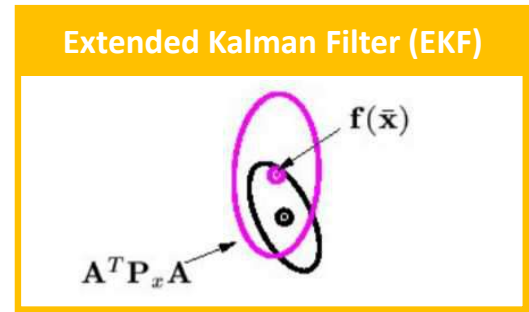 Extended Kalman Filter (EKF)
f(x̄)
AᵀPₓA